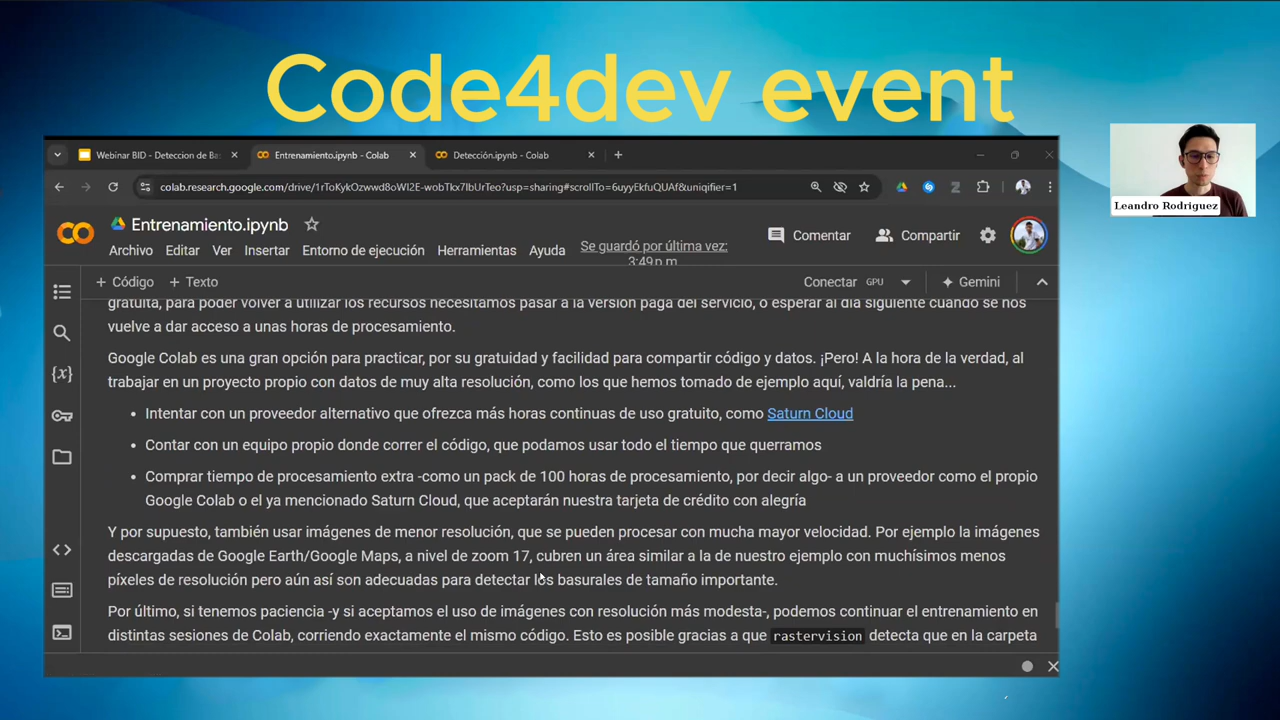 Code4dev event
Webinar BID - Deteccion de Ba
Entrenamiento.ipynb - Colab
Detección.ipynb - Colab
colab.research.google.com/drive/1rToKykOzwwd8oWI2E-wobTkx7IbUrTeo?usp=sharing#scrollTo=6uyyEkfuQUAf&uniqifier=1
Leandro Rodriguez
Entrenamiento.ipynb
Archivo Editar Ver Insertar Entorno de ejecución Herramientas Ayuda
Se guardó por última vez:
3:49 p.m.
Comentar
Compartir
+ Código + Texto
Conectar GPU
Gemini
gratuita, para poder volver a utilizar los recursos necesitamos pasar a la versión paga del servicio, o esperar al día siguiente cuando se nos
vuelve a dar acceso a unas horas de procesamiento.
Google Colab es una gran opción para practicar, por su gratuidad y facilidad para compartir código y datos. ¡Pero! A la hora de la verdad, al
trabajar en un proyecto propio con datos de muy alta resolución, como los que hemos tomado de ejemplo aquí, valdría la pena...
• Intentar con un proveedor alternativo que ofrezca más horas continuas de uso gratuito, como Saturn Cloud
• Contar con un equipo propio donde correr el código, que podamos usar todo el tiempo que querramos
• Comprar tiempo de procesamiento extra -como un pack de 100 horas de procesamiento, por decir algo- a un proveedor como el propio
Google Colab o el ya mencionado Saturn Cloud, que aceptarán nuestra tarjeta de crédito con alegría
Y por supuesto, también usar imágenes de menor resolución, que se pueden procesar con mucha mayor velocidad. Por ejemplo la imágenes
descargadas de Google Earth/Google Maps, a nivel de zoom 17, cubren un área similar a la de nuestro ejemplo con muchísimos menos
píxeles de resolución pero aún así son adecuadas para detectar los basurales de tamaño importante.
Por último, si tenemos paciencia -y si aceptamos el uso de imágenes con resolución más modesta-, podemos continuar el entrenamiento en
distintas sesiones de Colab, corriendo exactamente el mismo código. Esto es posible gracias a que rastervision detecta que en la carpeta